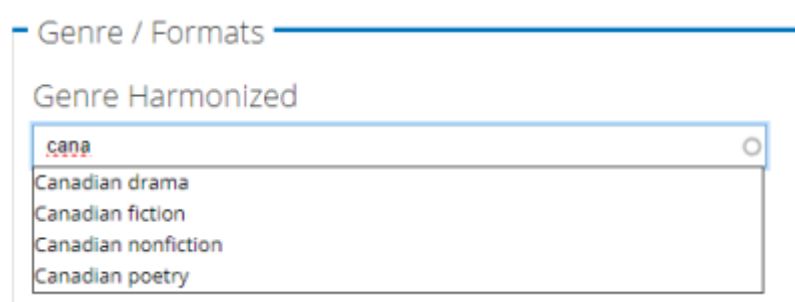 Genre / Formats
Genre Harmonized
cana
Canadian drama
Canadian fiction
Canadian nonfiction
Canadian poetry